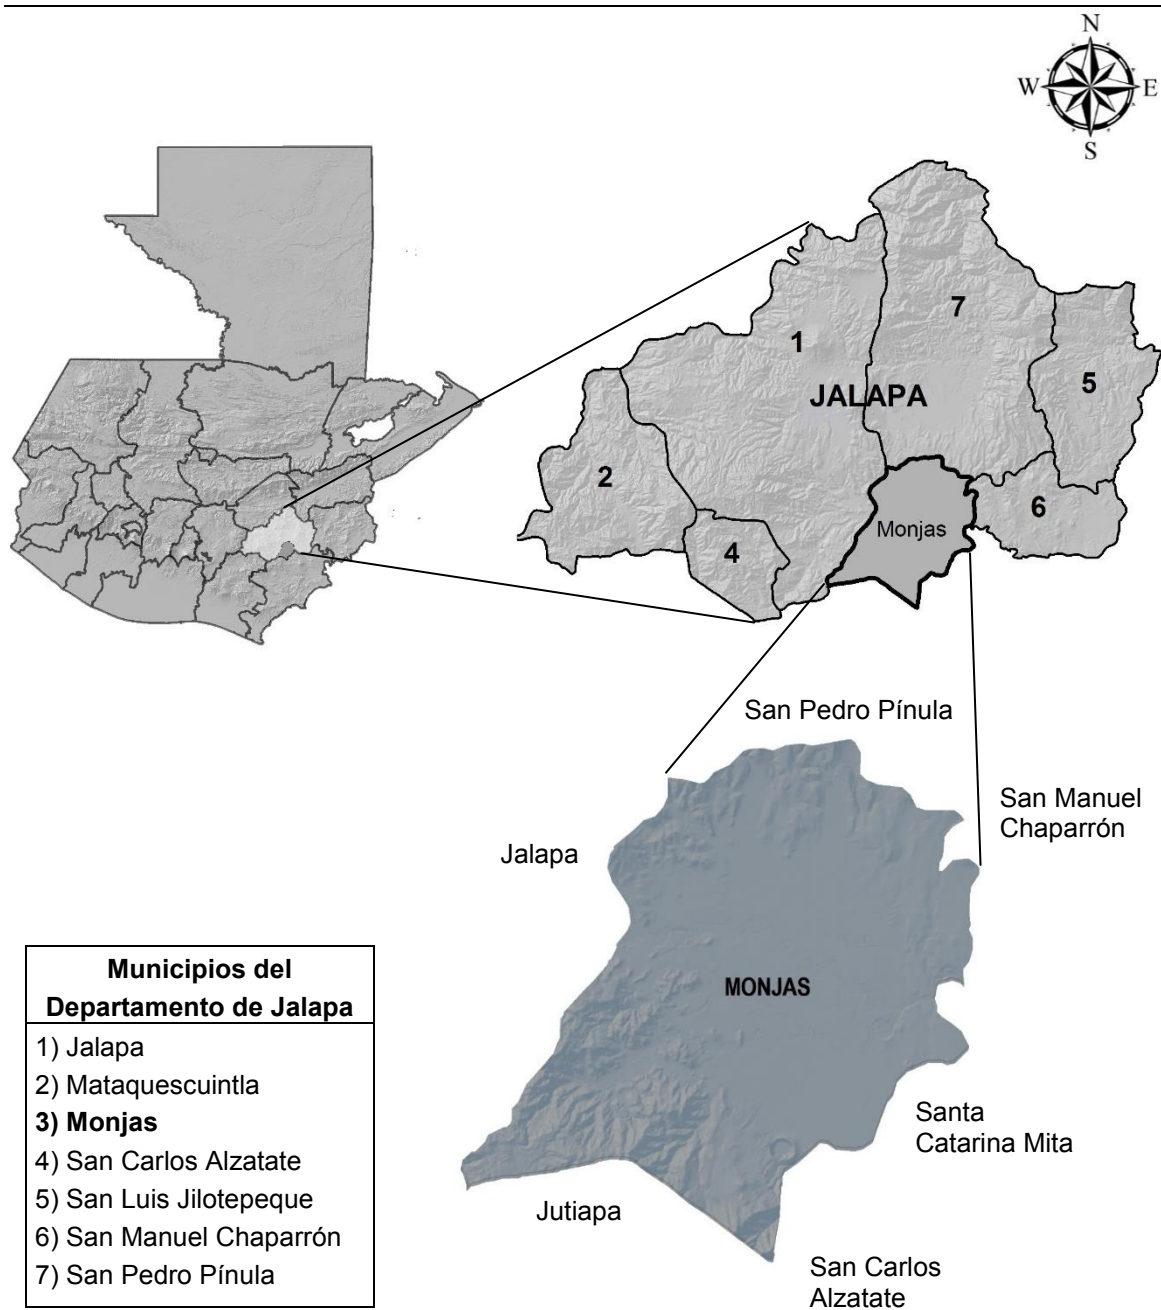 N
W
E
S
7
1
5
JALAPA
2
6
Monjas
4
San Pedro Pínula
San Manuel
Chaparrón
Jalapa
MONJAS
Municipios del
Departamento de Jalapa
1) Jalapa
2) Mataquescuintla
3) Monjas
4) San Carlos Alzatate
5) San Luis Jilotepeque
6) San Manuel Chaparrón
7) San Pedro Pínula
Santa
Catarina Mita
Jutiapa
San Carlos
Alzatate